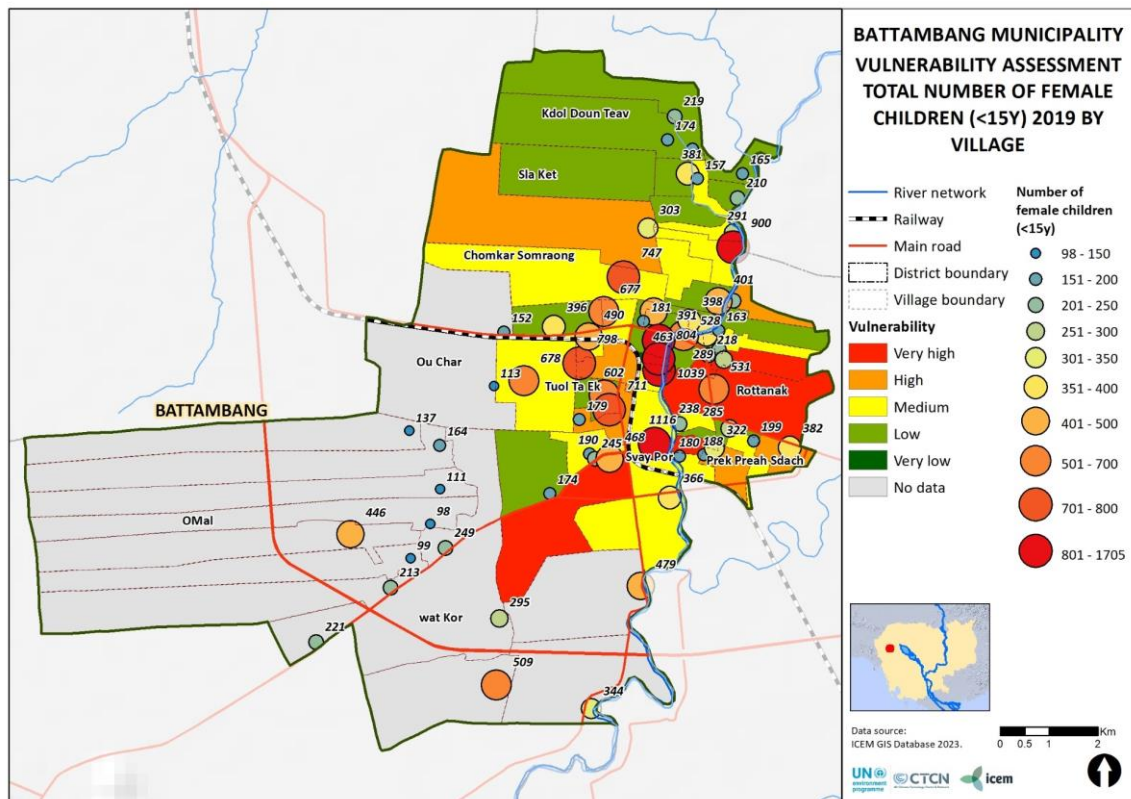 BATTAMBANG MUNICIPALITY
VULNERABILITY ASSESSMENT
TOTAL NUMBER OF FEMALE
CHILDREN (<15Y) 2019 BY
VILLAGE
River network
Railway
Main road
District boundary
Village boundary
Vulnerability
Very high
High
Medium
Low
Very low
No data
Number of
female children
(<15y)
98 - 150
151 - 200
201 - 250
251 - 300
301 - 350
351 - 400
401 - 500
501 - 700
701 - 800
801 - 1705
Data source:
ICEM GIS Database 2023.
Km
0 0.5 1 2
UN
environment
programme
CTCN
icem
219
Kdol Doun Teav
174
381
157
165
Sla Ket
210
303
291
900
747
Chomkar Somraong
677
401
396
490
181
391
398
528
163
152
798
463
804
218
Ou Char
678
289
531
113
602
1039
Tuol Ta Ek
711
Rottanak
179
BATTAMBANG
238
285
137
1116
322
199
382
164
190
245
468
180
188
Svay Por
Prek Preah Sdach
174
366
111
OMal
446
98
249
99
479
213
295
wat Kor
221
509
344